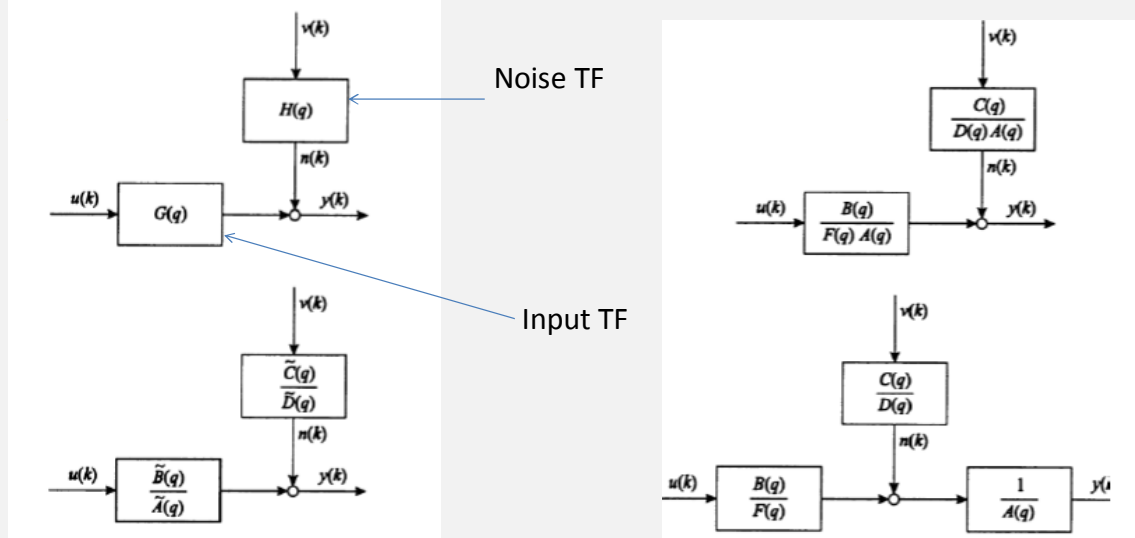 v(k)
H(q)
n(k)
u(k)
G(q)
y(k)
Noise TF
Input TF
v(k)
C̃(q)
D̃(q)
n(k)
u(k)
B̃(q)
Ã(q)
y(k)
v(k)
C(q)
D(q) A(q)
n(k)
u(k)
B(q)
F(q) A(q)
y(k)
v(k)
C(q)
D(q)
n(k)
u(k)
B(q)
F(q)
1
A(q)